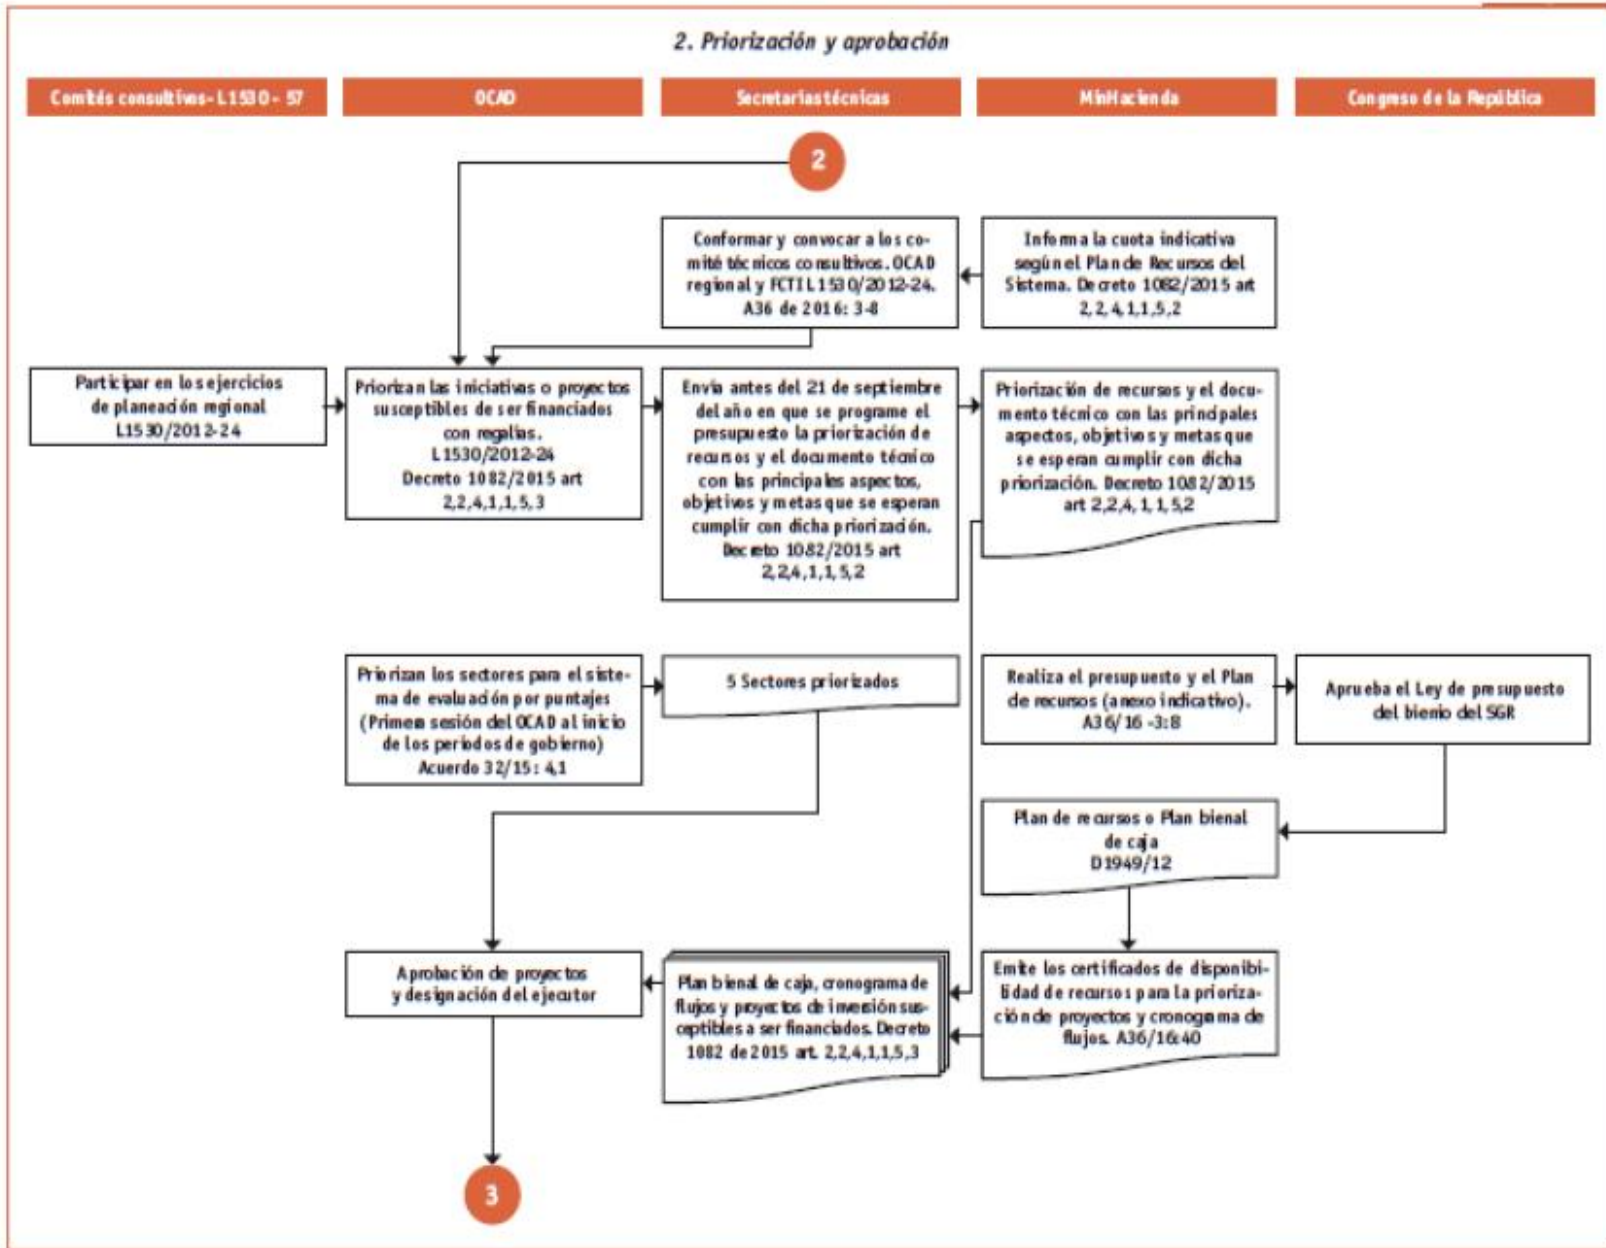 2. Priorización y aprobación
Comités consultivos- L1530 - 57
OCAD
Secretarias técnicas
MinHacienda
Congreso de la República
2
Conformar y convocar a los co-
mité técnicos consultivos. OCAD
regional y FCTI L1530/2012-24.
A36 de 2016: 3-8
Informa la cuota indicativa
según el Plan de Recursos del
Sistema. Decreto 1082/2015 art
2,2,4,1,1,5,2
Participar en los ejercicios
de planeación regional
L1530/2012-24
Priorizan las iniciativas o proyectos
susceptibles de ser financiados
con regalías.
L1530/2012-24
Decreto 1082/2015 art
2,2,4,1,1,5,3
Envía antes del 21 de septiembre
del año en que se programe el
presupuesto la priorización de
recursos y el documento técnico
con las principales aspectos,
objetivos y metas que se esperan
cumplir con dicha priorización.
Decreto 1082/2015 art
2,2,4,1,1,5,2
Priorización de recursos y el docu-
mento técnico con las principales
aspectos, objetivos y metas que
se esperan cumplir con dicha
priorización. Decreto 1082/2015
art 2,2,4, 1, 1,5,2
Priorizan los sectores para el siste-
ma de evaluación por puntajes
(Primera sesión del OCAD al inicio
de los periodos de gobierno)
Acuerdo 32/15: 4,1
5 Sectores priorizados
Realiza el presupuesto y el Plan
de recursos (anexo indicativo).
A36/16 -3:8
Aprueba el Ley de presupuesto
del bienio del SGR
Plan de recursos o Plan bienal
de caja
D1949/12
Aprobación de proyectos
y designación del ejecutor
Plan bienal de caja, cronograma de
flujos y proyectos de inversión sus-
ceptibles a ser financiados. Decreto
1082 de 2015 art. 2,2,4,1,1,5,3
Emite los certificados de disponibi-
lidad de recursos para la prioriza-
ción de proyectos y cronograma de
flujos. A36/16:40
3